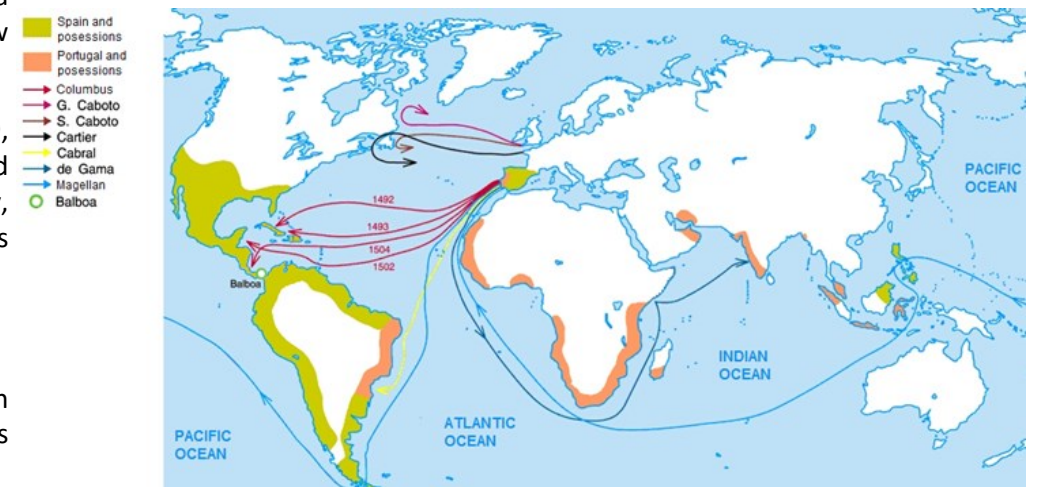 Spain and
posessions
Portugal and
posessions
Columbus
G. Caboto
S. Caboto
Cartier
Cabral
de Gama
Magellan
Balboa
1492
1493
1504
1502
Balboa
PACIFIC
OCEAN
INDIAN
OCEAN
ATLANTIC
OCEAN
PACIFIC
OCEAN